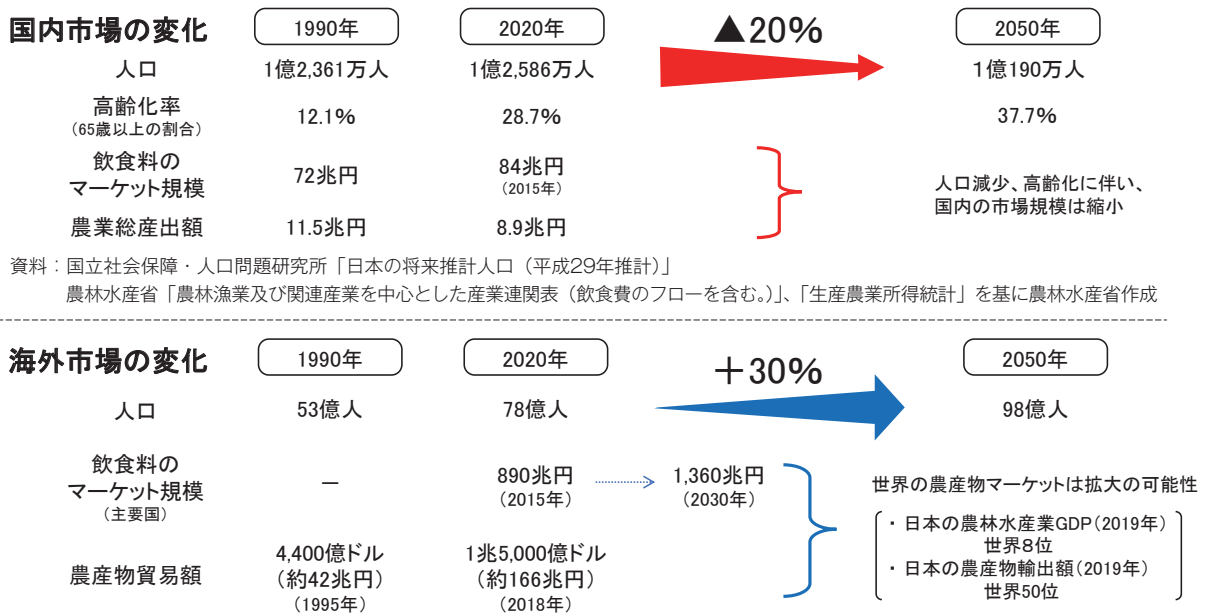 国内市場の変化 1990年 2020年 ▲20% 2050年
人口 1億2,361万人 1億2,586万人 1億190万人
高齢化率
(65歳以上の割合)
12.1% 28.7% 37.7%
飲食料の
マーケット規模
72兆円 84兆円
(2015年)
農業総産出額 11.5兆円 8.9兆円
人口減少、高齢化に伴い、
国内の市場規模は縮小
資料：国立社会保障・人口問題研究所「日本の将来推計人口（平成29年推計）」
農林水産省「農林漁業及び関連産業を中心とした産業連関表（飲食費のフローを含む。）」、「生産農業所得統計」を基に農林水産省作成
海外市場の変化 1990年 2020年 ＋30% 2050年
人口 53億人 78億人 98億人
飲食料の
マーケット規模
(主要国)
－ 890兆円 1,360兆円
(2015年) (2030年)
農産物貿易額
4,400億ドル
(約42兆円)
(1995年)
1兆5,000億ドル
(約166兆円)
(2018年)
世界の農産物マーケットは拡大の可能性
・日本の農林水産業GDP(2019年)
世界8位
・日本の農産物輸出額(2019年)
世界50位